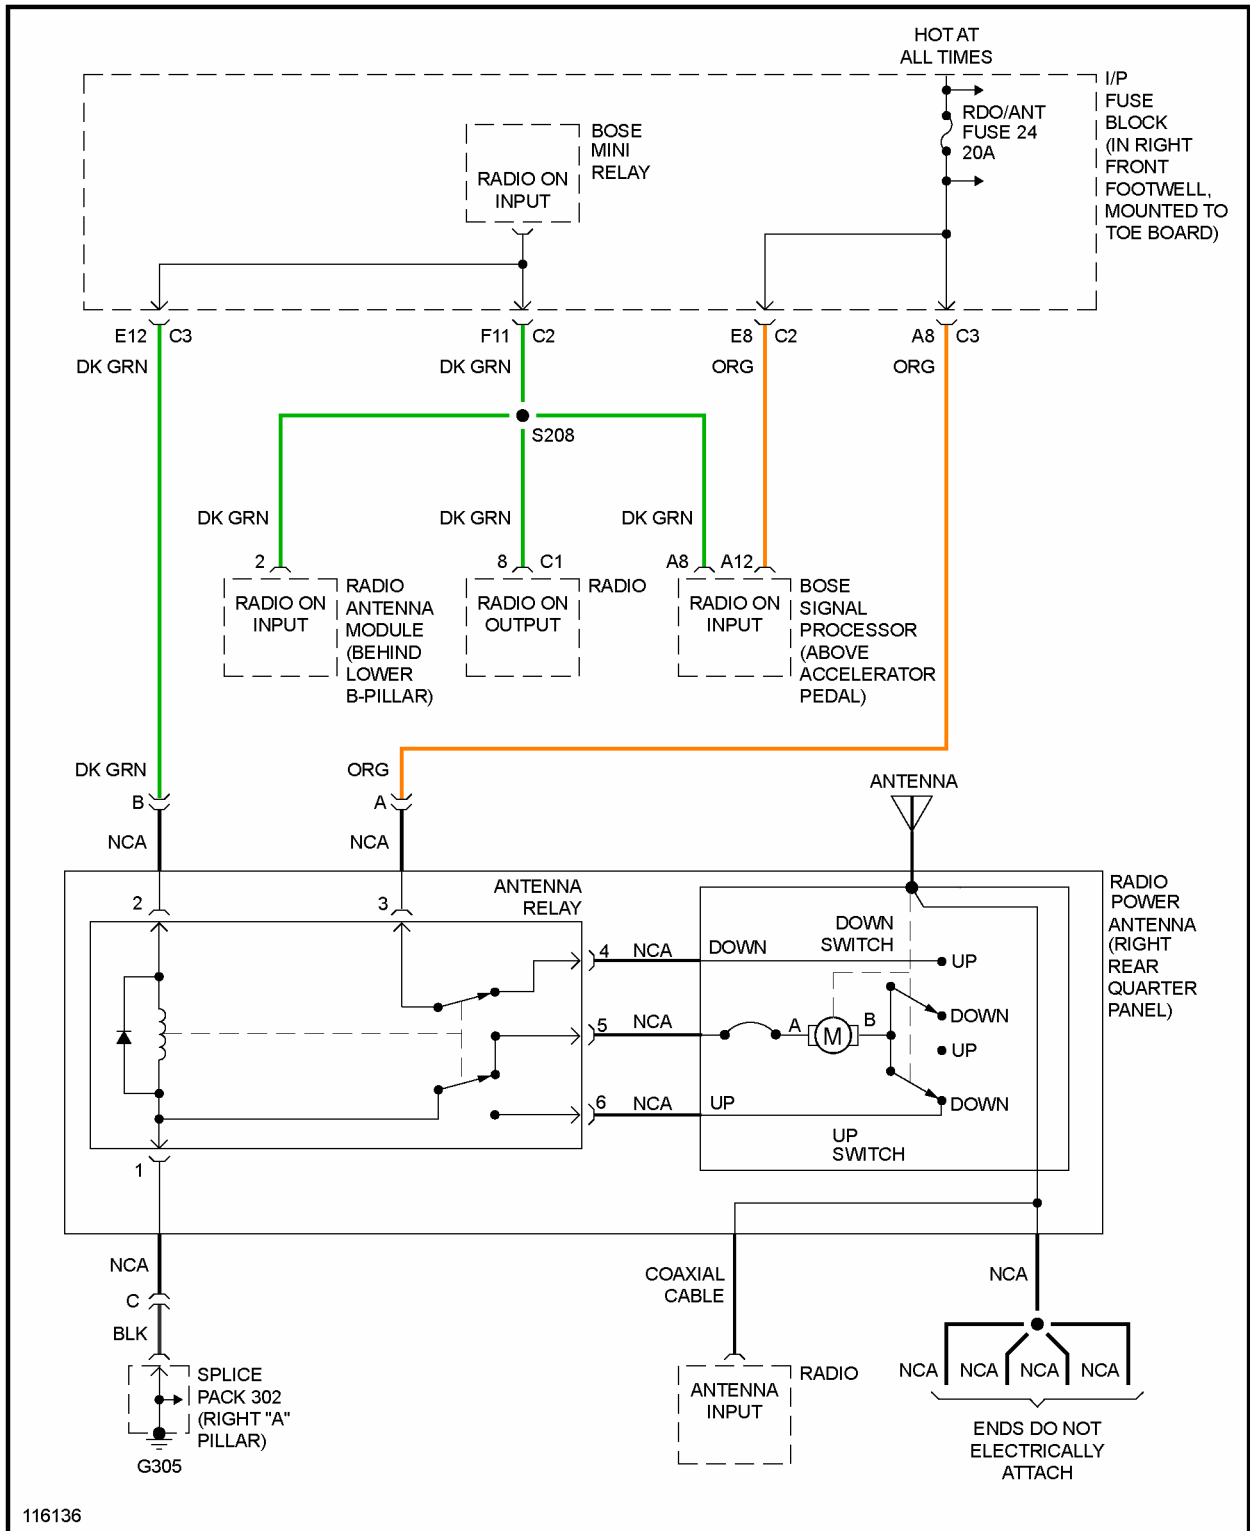 HOT AT
ALL TIMES
I/P
FUSE
BLOCK
(IN RIGHT
FRONT
FOOTWELL,
MOUNTED TO
TOE BOARD)
RDO/ANT
FUSE 24
20A
BOSE
MINI
RELAY
RADIO ON
INPUT
E12 C3
F11 C2
E8 C2
A8 C3
DK GRN
DK GRN
ORG
ORG
S208
DK GRN
DK GRN
DK GRN
2
8 C1
A8 A12
RADIO ON
INPUT
RADIO
ANTENNA
MODULE
(BEHIND
LOWER
B-PILLAR)
RADIO ON
OUTPUT
RADIO
RADIO ON
INPUT
BOSE
SIGNAL
PROCESSOR
(ABOVE
ACCELERATOR
PEDAL)
DK GRN
ORG
B
A
NCA
NCA
ANTENNA
2
3
ANTENNA
RELAY
RADIO
POWER
ANTENNA
(RIGHT
REAR
QUARTER
PANEL)
4 NCA DOWN
DOWN
SWITCH
UP
DOWN
5 NCA
A M B
UP
DOWN
6 NCA UP
UP
SWITCH
1
NCA
C
BLK
SPLICE
PACK 302
(RIGHT "A"
PILLAR)
G305
COAXIAL
CABLE
ANTENNA
INPUT
RADIO
NCA
NCA NCA NCA NCA
ENDS DO NOT
ELECTRICALLY
ATTACH
116136